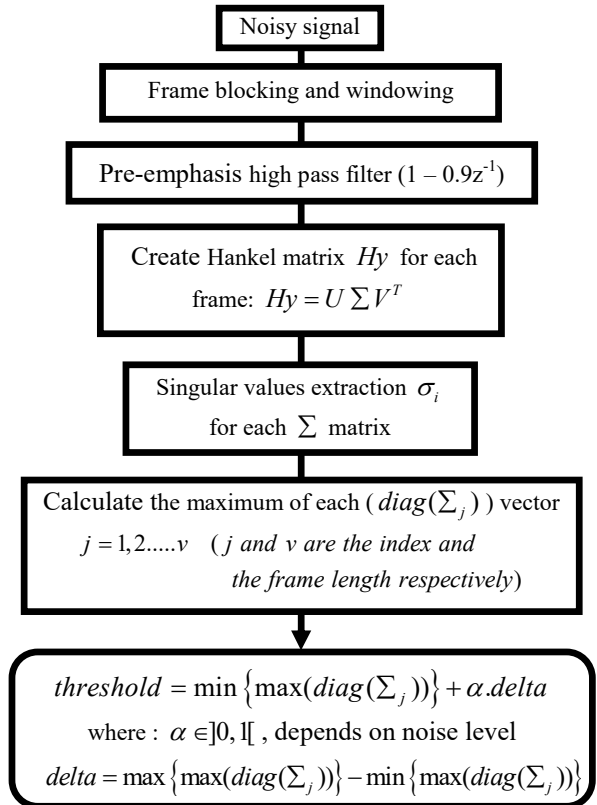 Noisy signal
Frame blocking and windowing
Pre-emphasis high pass filter (1 – 0.9z⁻¹)
Create Hankel matrix Hy for each
frame: Hy = U ∑ Vᵀ
Singular values extraction σᵢ
for each ∑ matrix
Calculate the maximum of each (diag(∑ⱼ)) vector
j = 1, 2.....v (j and v are the index and
the frame length respectively)
threshold = min {max(diag(∑ⱼ))} + α.delta
where : α ∈]0,1[ , depends on noise level
delta = max {max(diag(∑ⱼ))} − min {max(diag(∑ⱼ))}